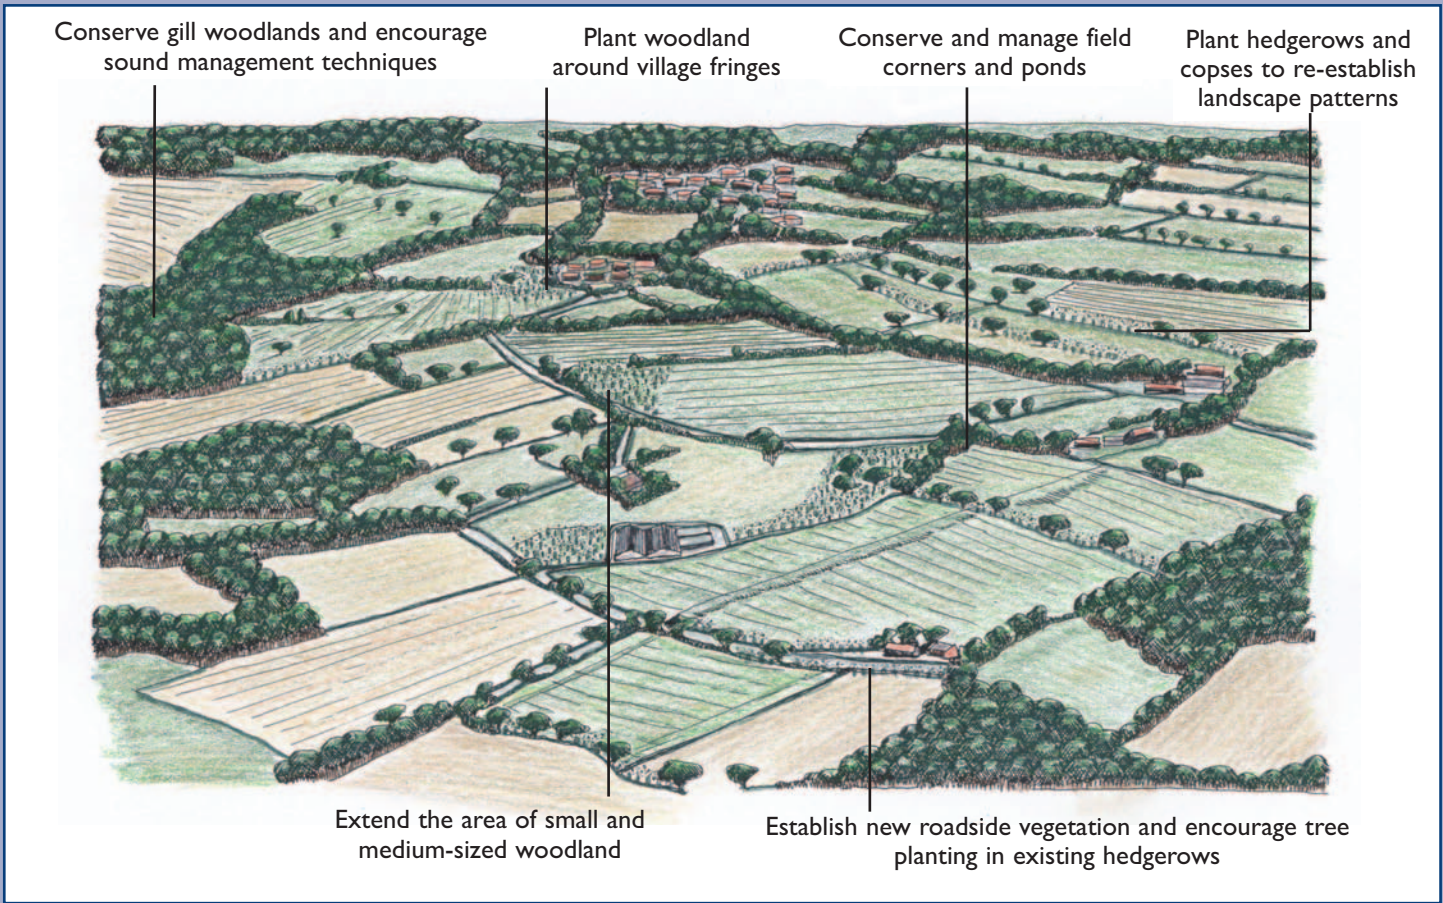 Conserve gill woodlands and encourage
sound management techniques
Plant woodland
around village fringes
Conserve and manage field
corners and ponds
Plant hedgerows and
copses to re-establish
landscape patterns
Extend the area of small and
medium-sized woodland
Establish new roadside vegetation and encourage tree
planting in existing hedgerows